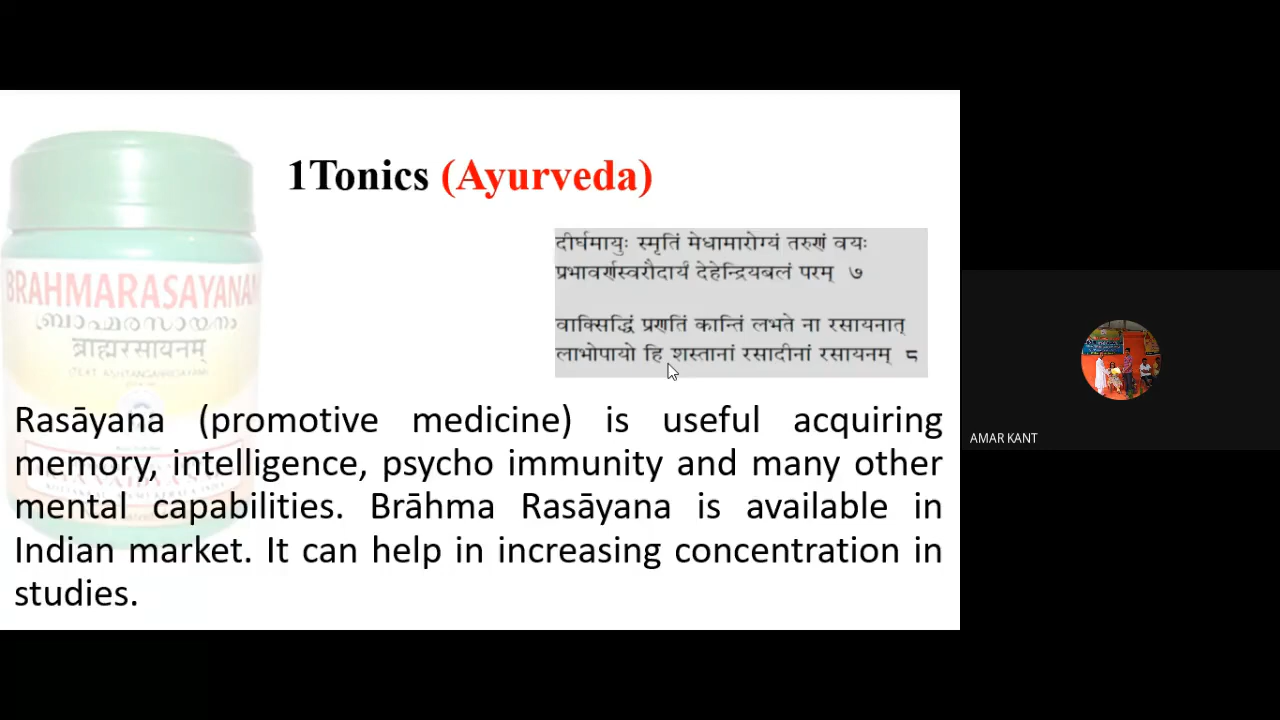 1Tonics (Ayurveda)
दीर्घमायुः स्मृतिं मेधामारोग्यं तरुणं वयः
प्रभावर्णस्वरौदार्यं देहेन्द्रियबलं परम् ७
वाक्सिद्धिं प्रणतिं कान्तिं लभते ना रसायनात्
लाभोपायो हि शस्तानां रसादीनां रसायनम् ८
BRAHMARASAYANAM
ബ്രാഹ്മരസായനം
ब्राह्मरसायनम्
Rasāyana (promotive medicine) is useful acquiring
memory, intelligence, psycho immunity and many other
mental capabilities. Brāhma Rasāyana is available in
Indian market. It can help in increasing concentration in
studies.
AMAR KANT